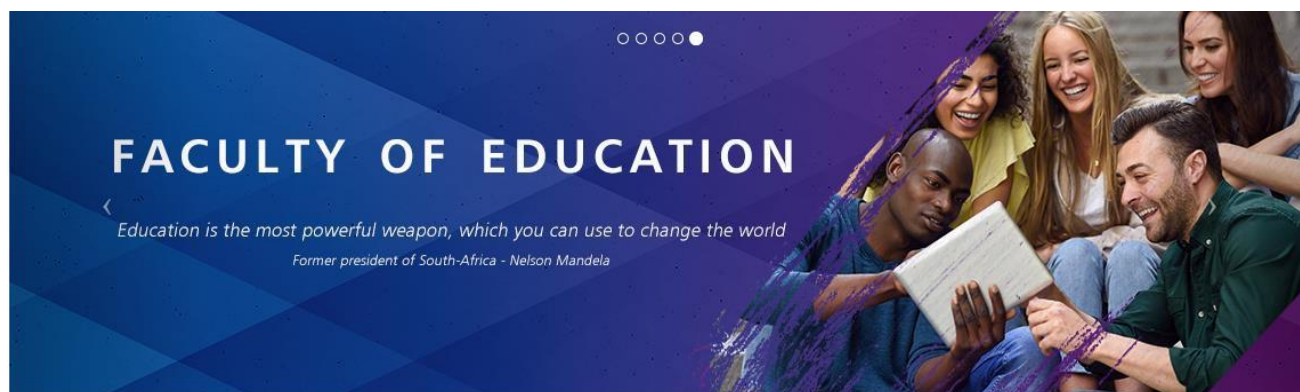 FACULTY OF EDUCATION
Education is the most powerful weapon, which you can use to change the world
Former president of South-Africa - Nelson Mandela